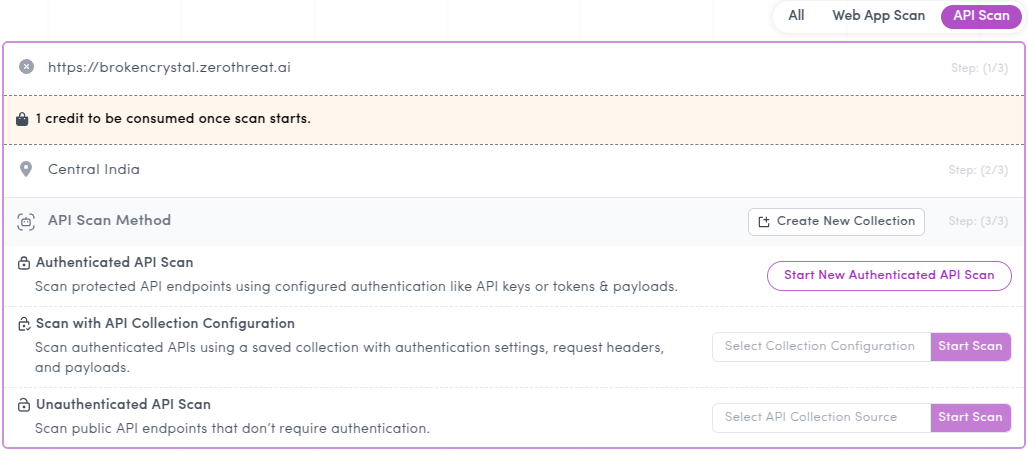 All Web App Scan API Scan
https://brokencrystal.zerothreat.ai Step: (1/3)
1 credit to be consumed once scan starts.
Central India Step: (2/3)
API Scan Method Create New Collection Step: (3/3)
Authenticated API Scan
Scan protected API endpoints using configured authentication like API keys or tokens & payloads.
Start New Authenticated API Scan
Scan with API Collection Configuration
Scan authenticated APIs using a saved collection with authentication settings, request headers,
and payloads.
Select Collection Configuration Start Scan
Unauthenticated API Scan
Scan public API endpoints that don't require authentication.
Select API Collection Source Start Scan